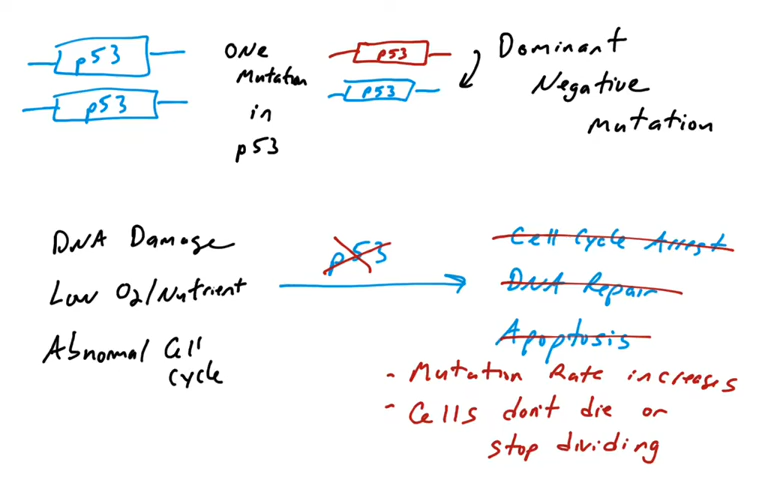 p53
p53
ONE
Mutation
in
p53
p53
p53
Dominant
Negative
Mutation
DNA Damage
Low O2/Nutrient
Abnormal Cell
Cycle
p53
Cell Cycle Arrest
DNA Repair
Apoptosis
- Mutation Rate increases
- Cells don't die or
stop dividing